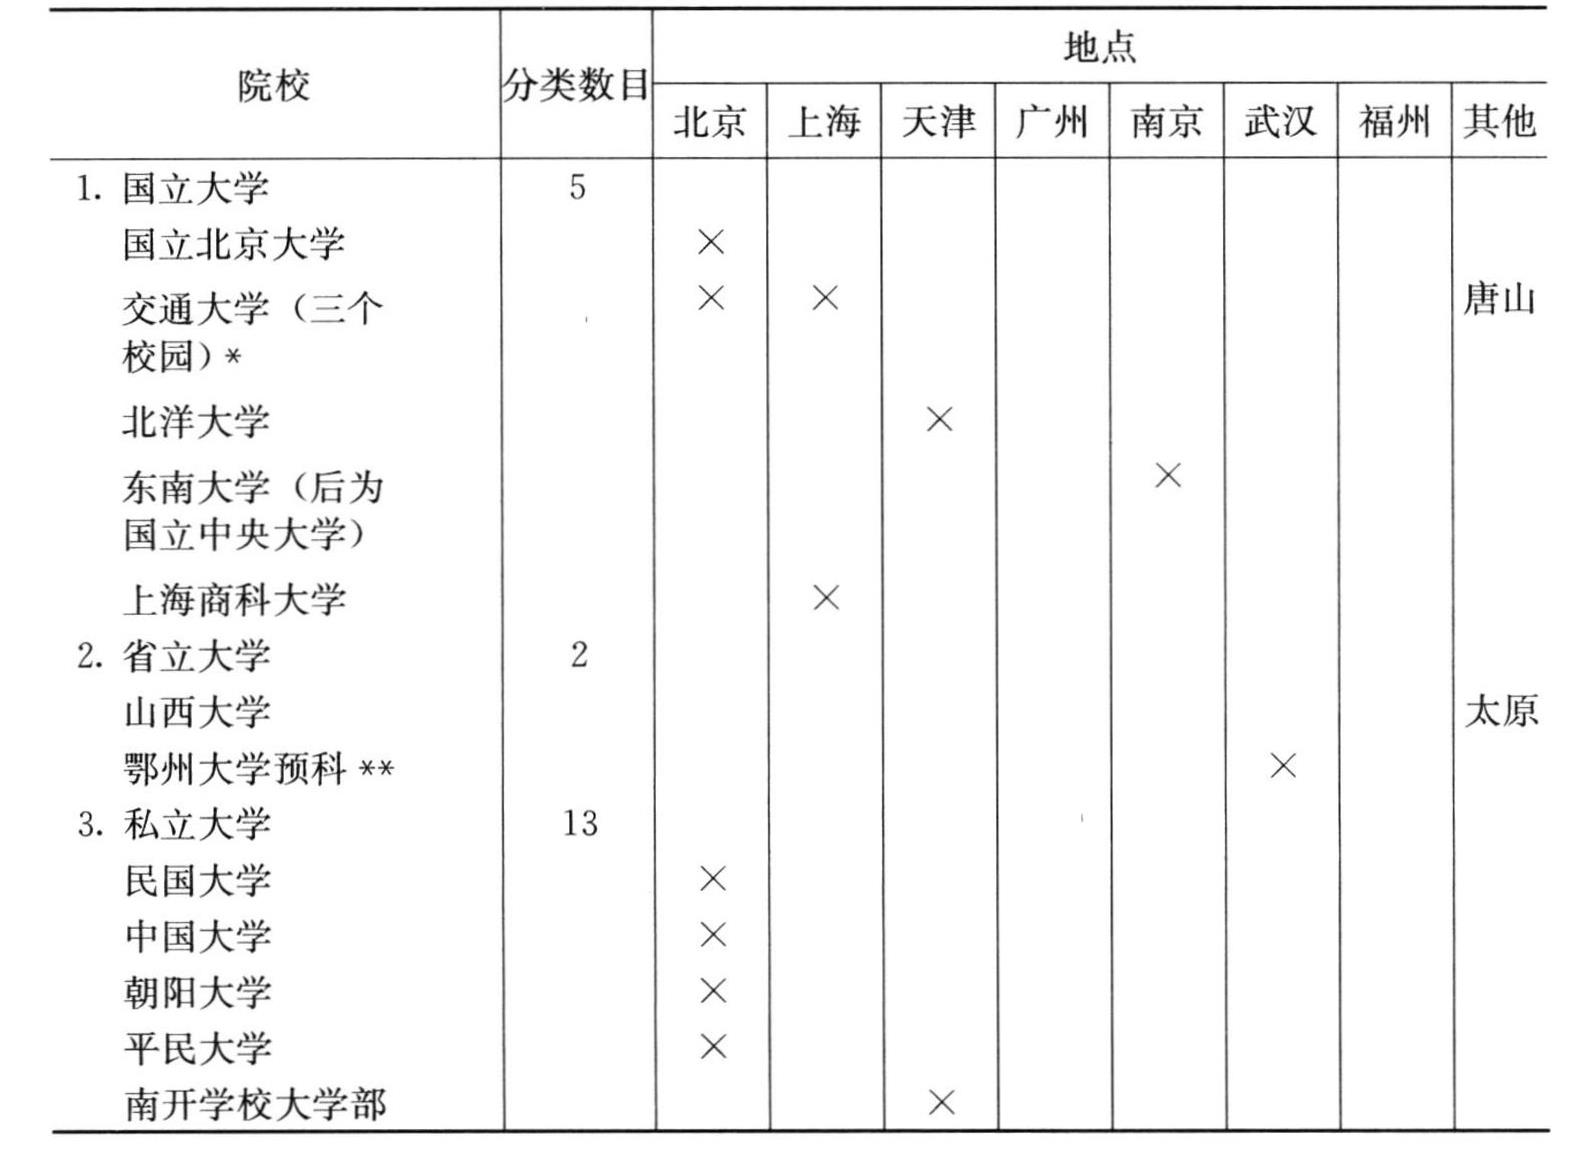 院校 分类数目 地点
北京 上海 天津 广州 南京 武汉 福州 其他
1. 国立大学 5
国立北京大学 ×
交通大学（三个 × × 唐山
校园）*
北洋大学 ×
东南大学（后为 ×
国立中央大学）
上海商科大学 ×
2. 省立大学 2
山西大学 太原
鄂州大学预科** ×
3. 私立大学 13
民国大学 ×
中国大学 ×
朝阳大学 ×
平民大学 ×
南开学校大学部 ×